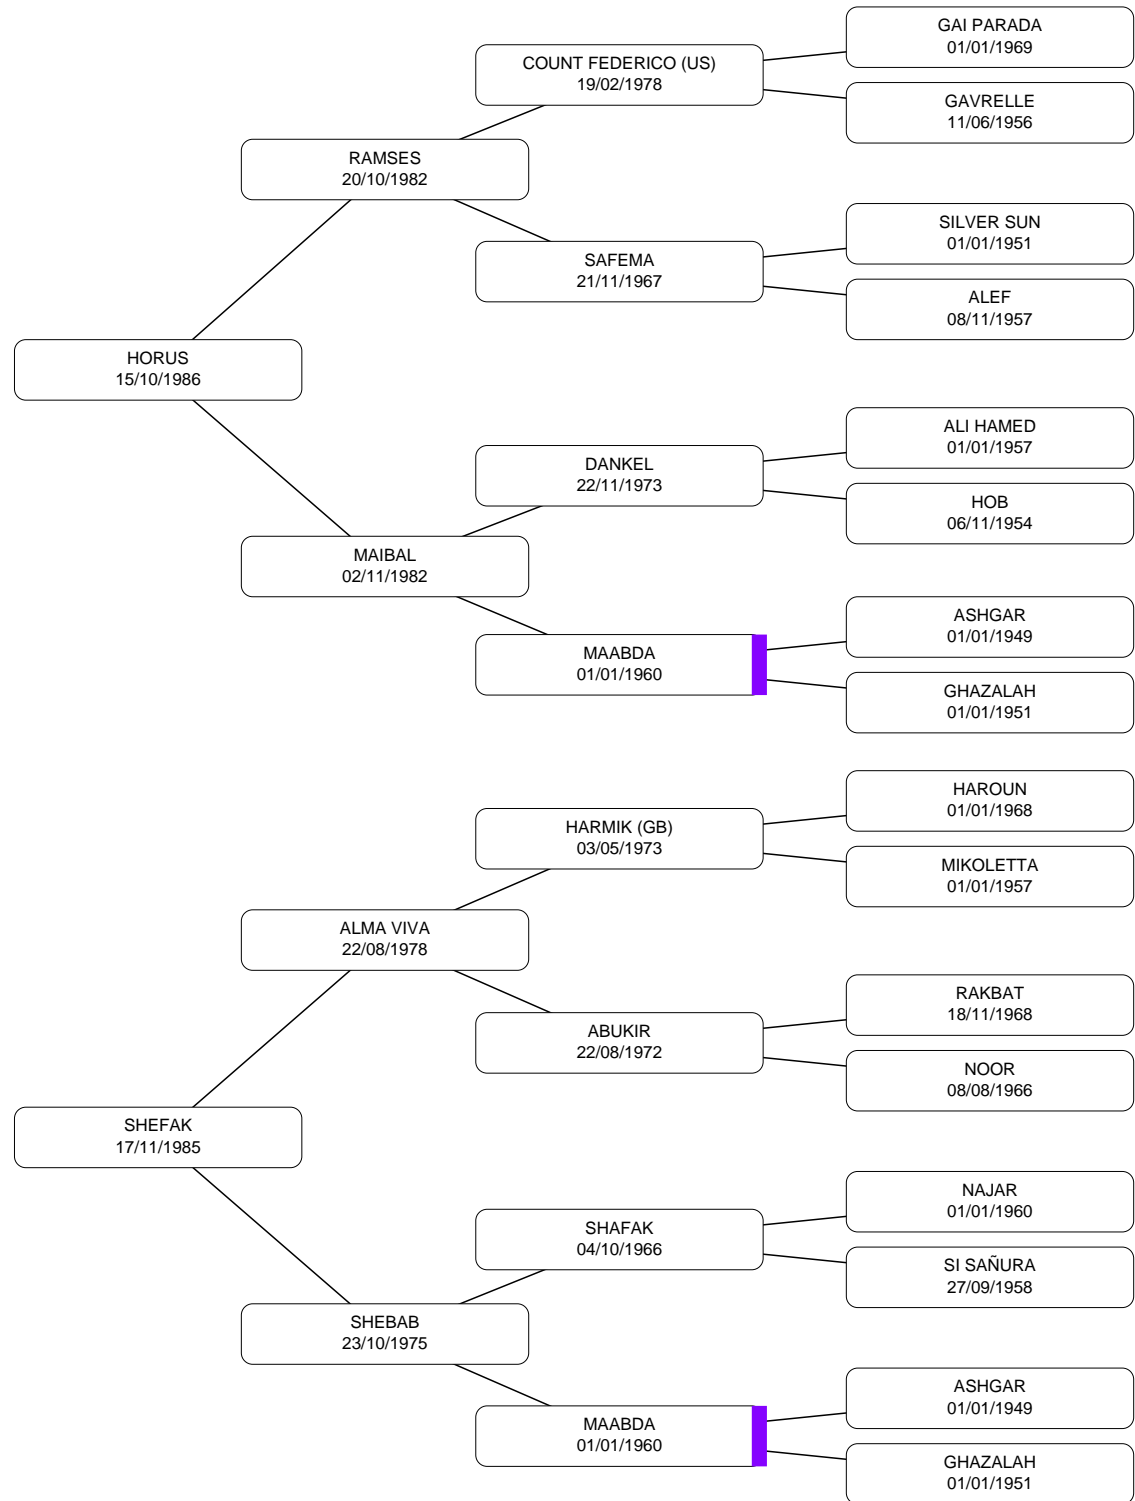 GAI PARADA
01/01/1969
COUNT FEDERICO (US)
19/02/1978
GAVRELLE
11/06/1956
RAMSES
20/10/1982
SILVER SUN
01/01/1951
SAFEMA
21/11/1967
ALEF
08/11/1957
HORUS
15/10/1986
ALI HAMED
01/01/1957
DANKEL
22/11/1973
HOB
06/11/1954
MAIBAL
02/11/1982
ASHGAR
01/01/1949
MAABDA
01/01/1960
GHAZALAH
01/01/1951
HAROUN
01/01/1968
HARMIK (GB)
03/05/1973
MIKOLETTA
01/01/1957
ALMA VIVA
22/08/1978
RAKBAT
18/11/1968
ABUKIR
22/08/1972
NOOR
08/08/1966
SHEFAK
17/11/1985
NAJAR
01/01/1960
SHAFAK
04/10/1966
SI SAÑURA
27/09/1958
SHEBAB
23/10/1975
ASHGAR
01/01/1949
MAABDA
01/01/1960
GHAZALAH
01/01/1951